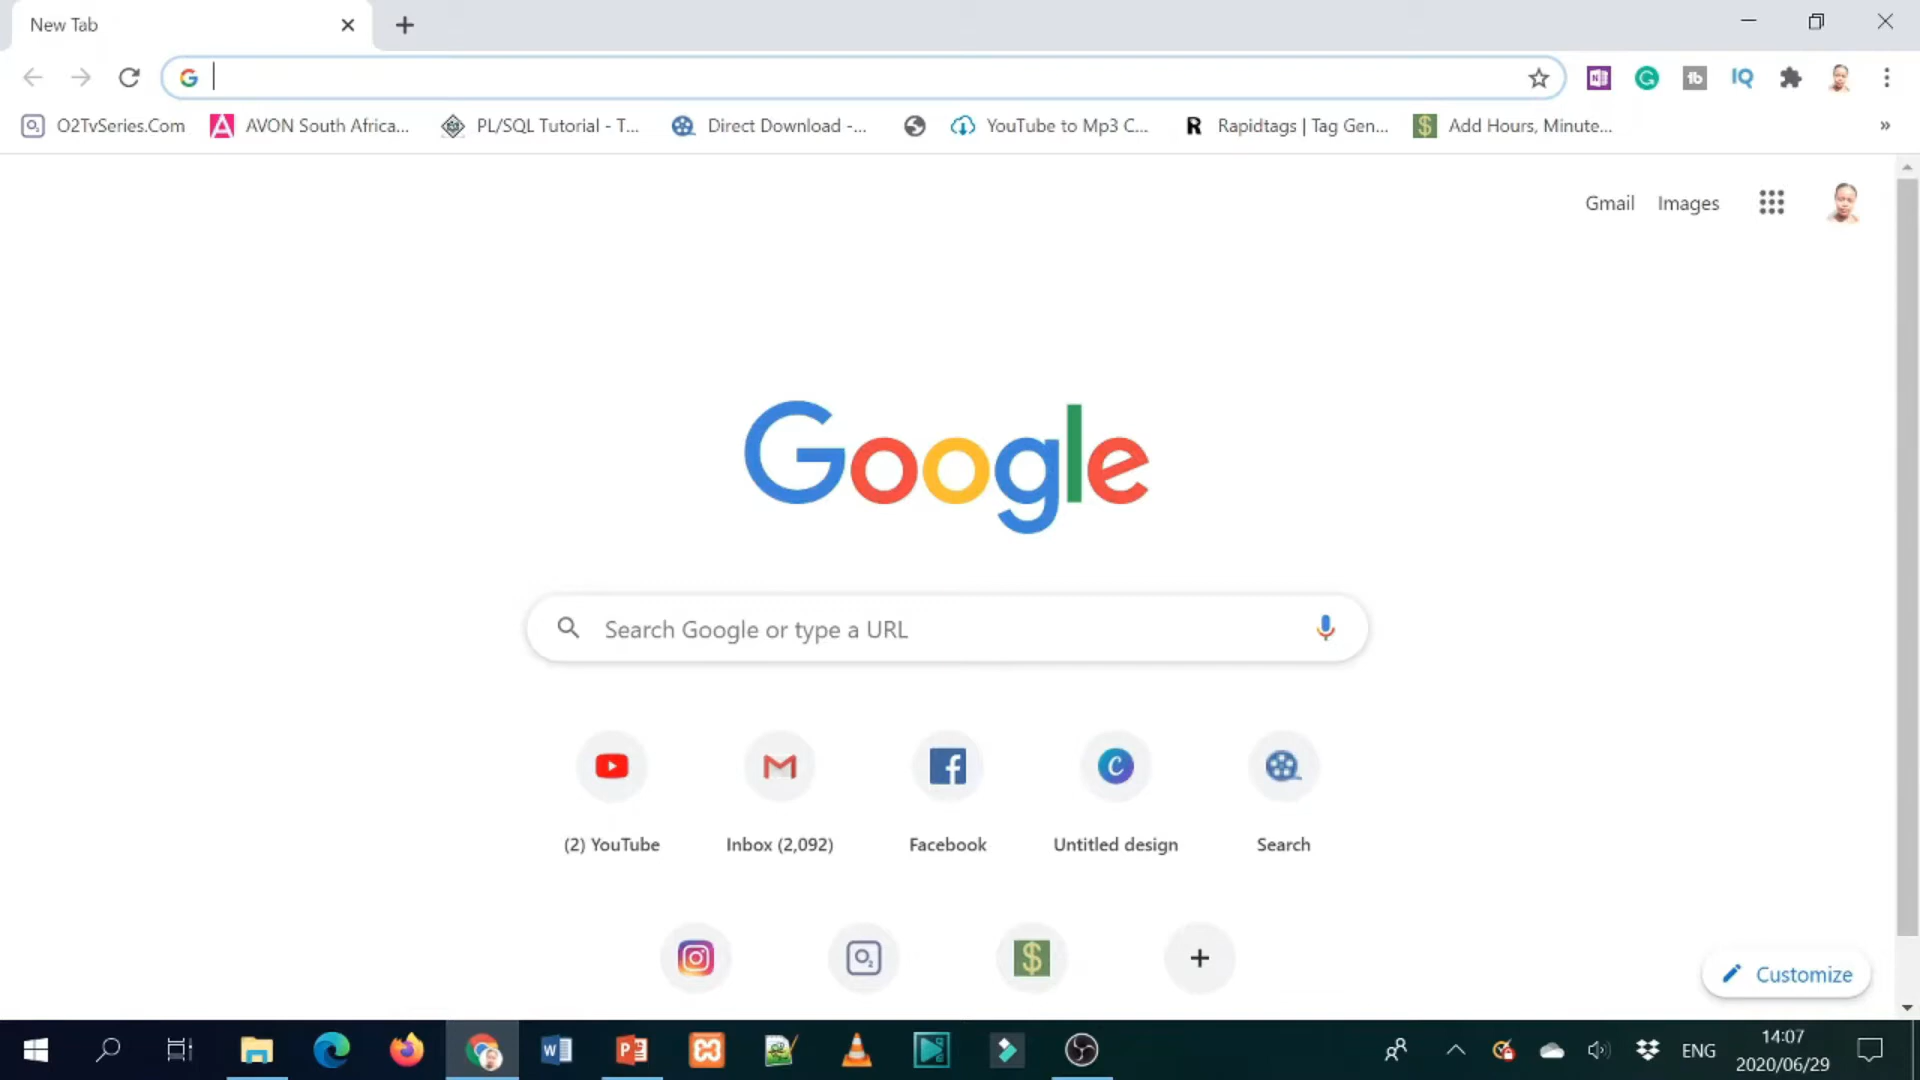 New Tab
O2TvSeries.Com
AVON South Africa...
PL/SQL Tutorial - T...
Direct Download -...
YouTube to Mp3 C...
R
Rapidtags | Tag Gen...
Add Hours, Minute...
»
Gmail
Images
Google
Search Google or type a URL
(2) YouTube
Inbox (2,092)
Facebook
Untitled design
Search
Customize
ENG
14:07
2020/06/29